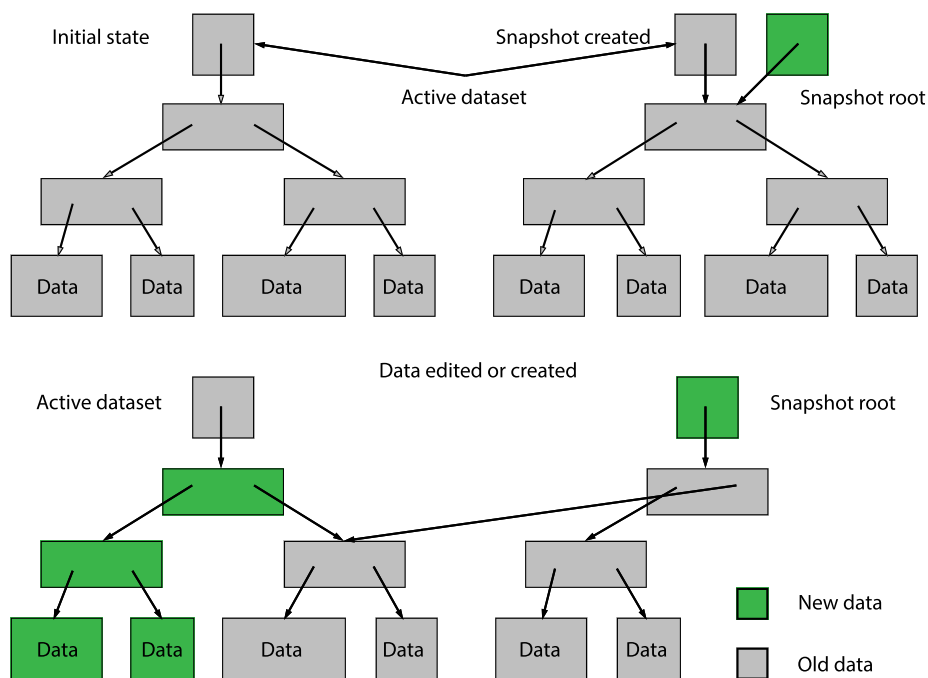 Initial state
Snapshot created
Active dataset
Snapshot root
Data
Data
Data
Data
Data
Data
Data
Data
Data edited or created
Active dataset
Snapshot root
Data
Data
Data
Data
Data
Data
New data
Old data